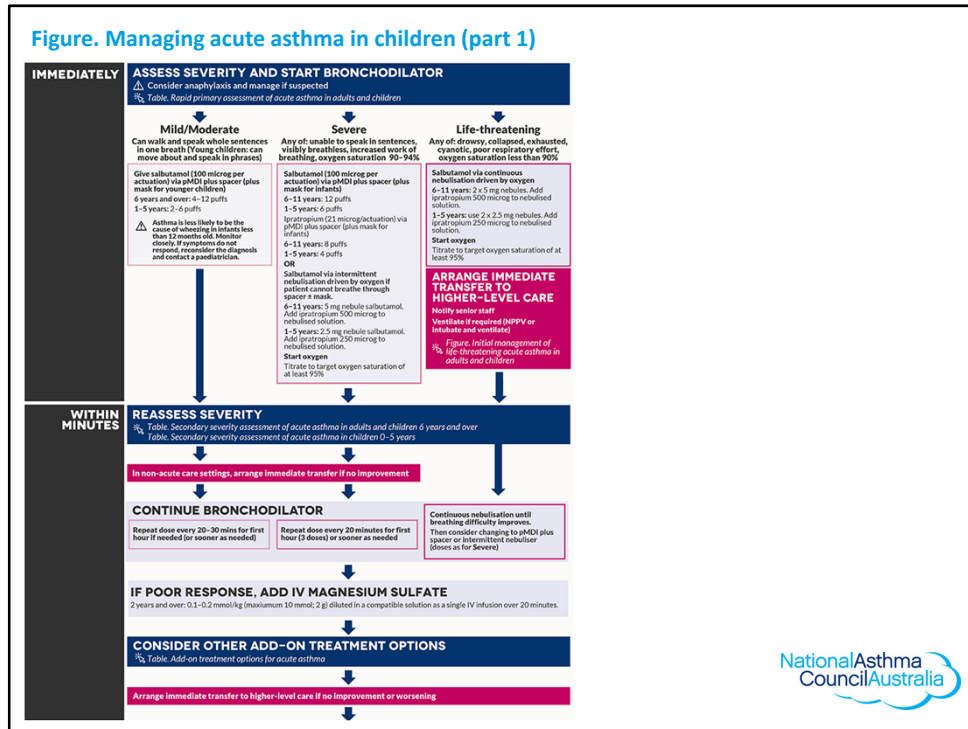 Figure. Managing acute asthma in children (part 1)
IMMEDIATELY
ASSESS SEVERITY AND START BRONCHODILATOR
Consider anaphylaxis and manage if suspected
Table. Rapid primary assessment of acute asthma in adults and children
Mild/Moderate
Can walk and speak whole sentences
in one breath (Young children: can
move about and speak in phrases)
Give salbutamol (100 microg per
actuation) via pMDI plus spacer (plus
mask for younger children)
6 years and over: 4–12 puffs
1–5 years: 2–6 puffs
Asthma is less likely to be the
cause of wheezing in infants less
than 12 months old. Monitor
closely. If symptoms do not
respond, reconsider the diagnosis
and contact a paediatrician.
Severe
Any of: unable to speak in sentences,
visibly breathless, increased work of
breathing, oxygen saturation 90–94%
Salbutamol (100 microg per
actuation) via pMDI plus spacer (plus
mask for infants)
6–11 years: 12 puffs
1–5 years: 6 puffs
Ipratropium (21 microg/actuation) via
pMDI plus spacer (plus mask for
infants)
6–11 years: 8 puffs
1–5 years: 4 puffs
OR
Salbutamol via intermittent
nebulisation driven by oxygen if
patient cannot breathe through
spacer ± mask.
6–11 years: 5 mg nebule salbutamol.
Add ipratropium 500 microg to
nebulised solution.
1–5 years: 2.5 mg nebule salbutamol.
Add ipratropium 250 microg to
nebulised solution.
Start oxygen
Titrate to target oxygen saturation of
at least 95%
Life-threatening
Any of: drowsy, collapsed, exhausted,
cyanotic, poor respiratory effort,
oxygen saturation less than 90%
Salbutamol via continuous
nebulisation driven by oxygen
6–11 years: 2 x 5 mg nebules. Add
ipratropium 500 microg to nebulised
solution.
1–5 years: use 2 x 2.5 mg nebules. Add
ipratropium 250 microg to nebulised
solution.
Start oxygen
Titrate to target oxygen saturation of at
least 95%
ARRANGE IMMEDIATE
TRANSFER TO
HIGHER-LEVEL CARE
Notify senior staff
Ventilate if required (NPPV or
intubate and ventilate)
Figure. Initial management of
life-threatening acute asthma in
adults and children
WITHIN
MINUTES
REASSESS SEVERITY
Table. Secondary severity assessment of acute asthma in adults and children 6 years and over
Table. Secondary severity assessment of acute asthma in children 0–5 years
In non-acute care settings, arrange immediate transfer if no improvement
CONTINUE BRONCHODILATOR
Repeat dose every 20–30 mins for first
hour if needed (or sooner as needed)
Repeat dose every 20 minutes for first
hour (3 doses) or sooner as needed
Continuous nebulisation until
breathing difficulty improves.
Then consider changing to pMDI plus
spacer or intermittent nebuliser
(doses as for Severe)
IF POOR RESPONSE, ADD IV MAGNESIUM SULFATE
2 years and over: 0.1–0.2 mmol/kg (maxiumum 10 mmol; 2 g) diluted in a compatible solution as a single IV infusion over 20 minutes.
CONSIDER OTHER ADD-ON TREATMENT OPTIONS
Table. Add-on treatment options for acute asthma
Arrange immediate transfer to higher-level care if no improvement or worsening
NationalAsthma
CouncilAustralia